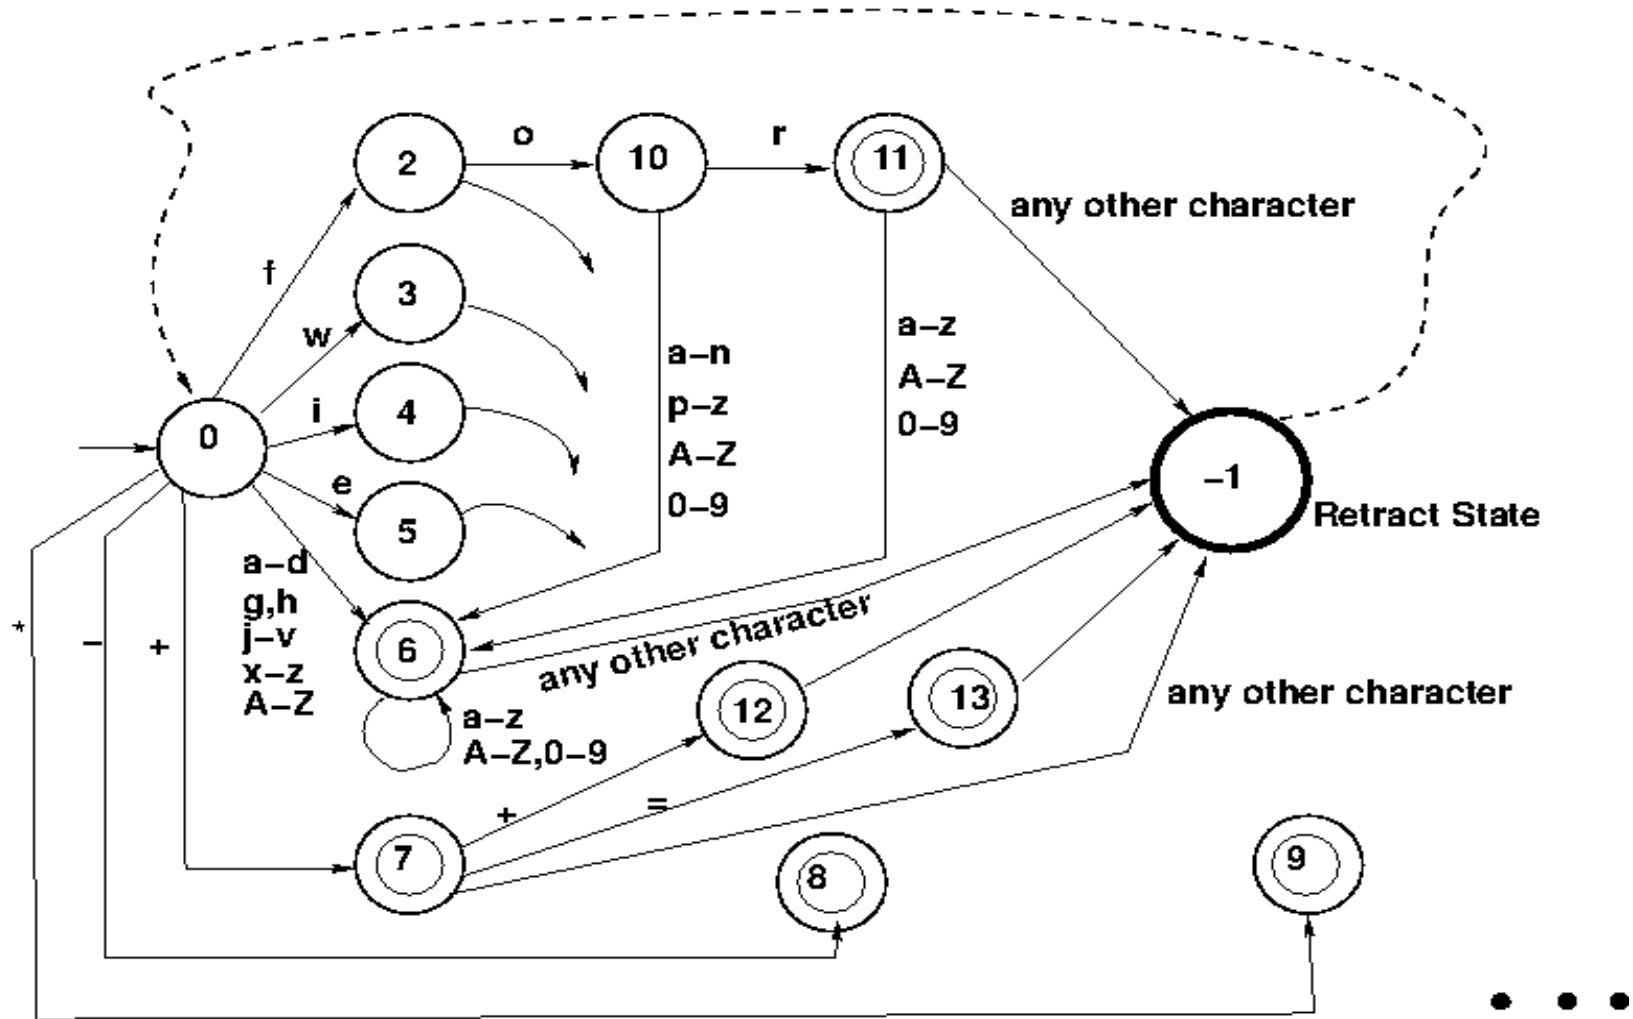 o
r
2
10
11
any other character
f
3
w
a-z
a-n
A-Z
i
4
p-z
0-9
0
A-Z
-1
e
0-9
Retract State
5
a-d
g,h
j-v
x-z
A-Z
*
-
+
6
any other character
12
13
any other character
a-z
A-Z,0-9
+
=
7
8
9